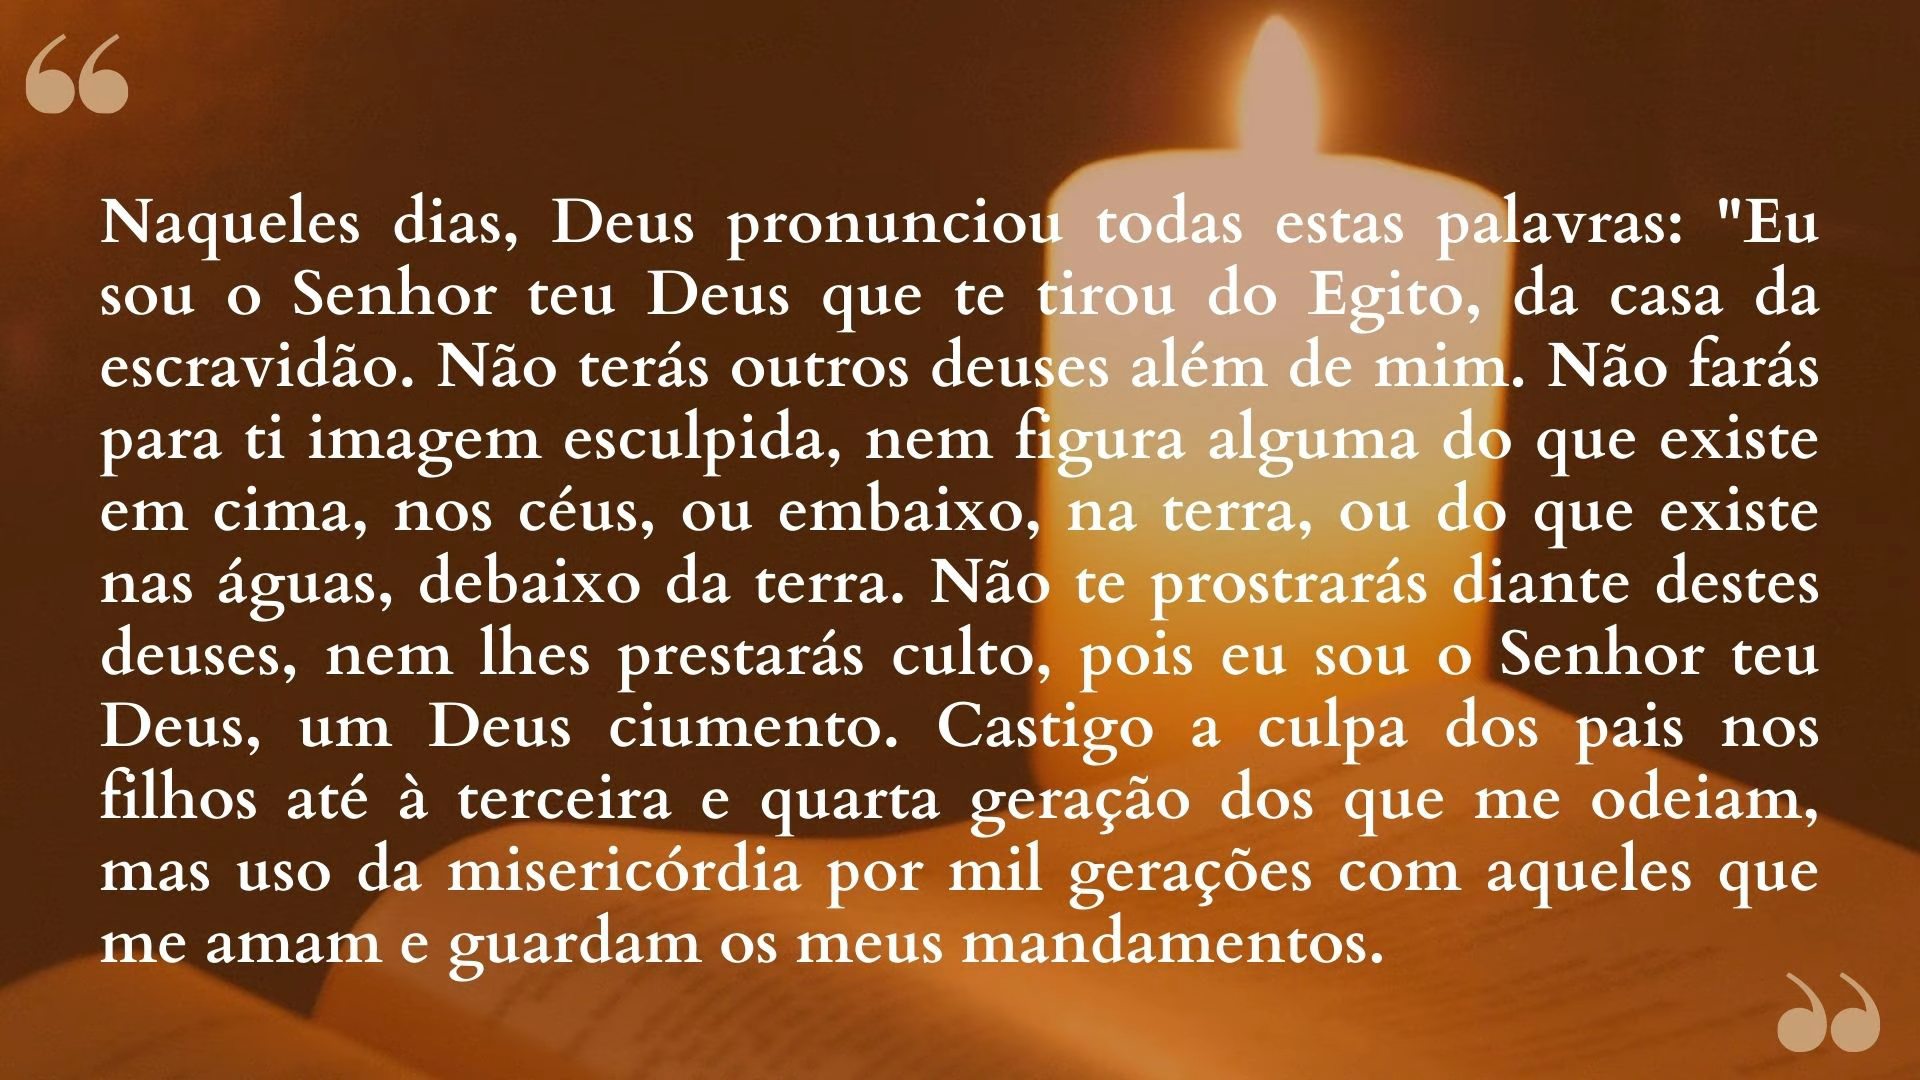 Naqueles dias, Deus pronunciou todas estas palavras: "Eu
sou o Senhor teu Deus que te tirou do Egito, da casa da
escravidão. Não terás outros deuses além de mim. Não farás
para ti imagem esculpida, nem figura alguma do que existe
em cima, nos céus, ou embaixo, na terra, ou do que existe
nas águas, debaixo da terra. Não te prostrarás diante destes
deuses, nem lhes prestarás culto, pois eu sou o Senhor teu
Deus, um Deus ciumento. Castigo a culpa dos pais nos
filhos até à terceira e quarta geração dos que me odeiam,
mas uso da misericórdia por mil gerações com aqueles que
me amam e guardam os meus mandamentos.